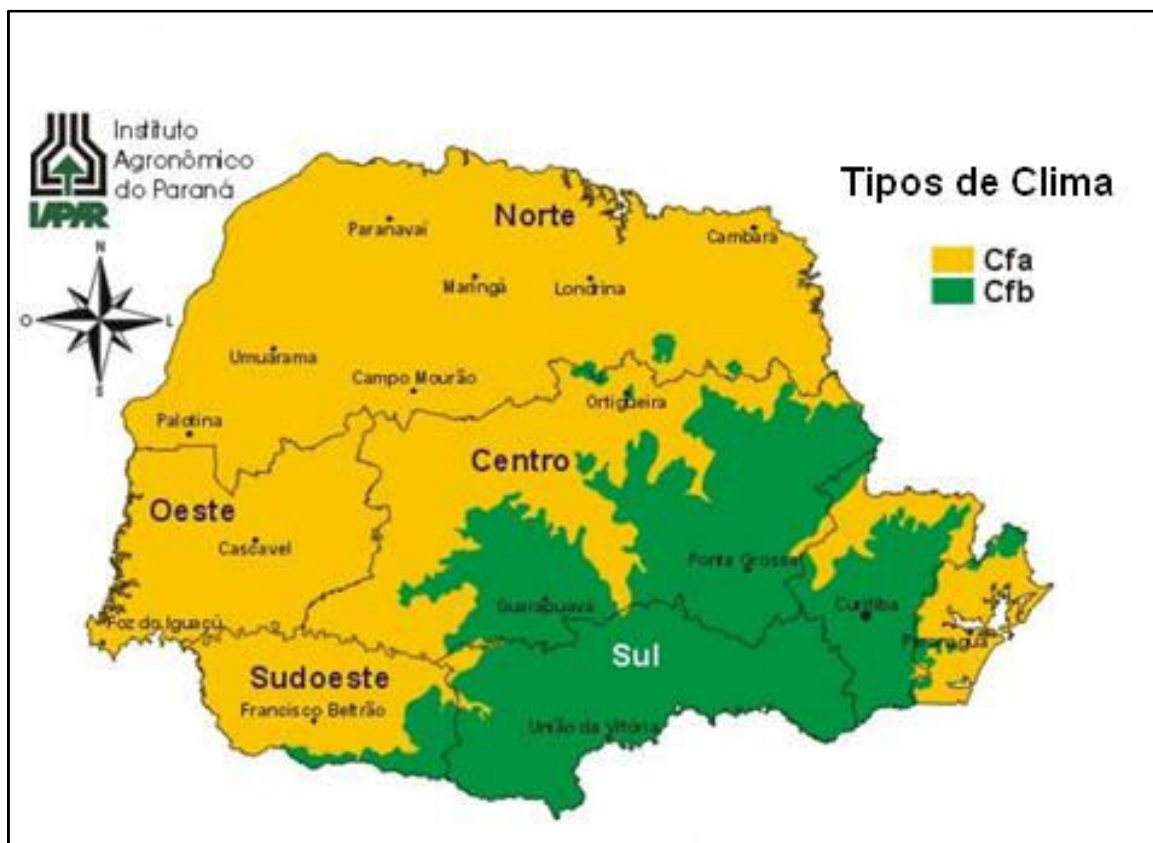 Instituto
Agronômico
do Paraná
IAPAR
Tipos de Clima
Cfa
Cfb
N
O
L
S
Norte
Paranavaí
Cambará
Maringá
Londrina
Umuarama
Campo Mourão
Ortigueira
Palotina
Centro
Oeste
Cascavel
Ponta Grossa
Guarapuava
Curitiba
Foz do Iguaçú
Paranaguá
Sul
Sudoeste
Francisco Beltrão
União da Vitória